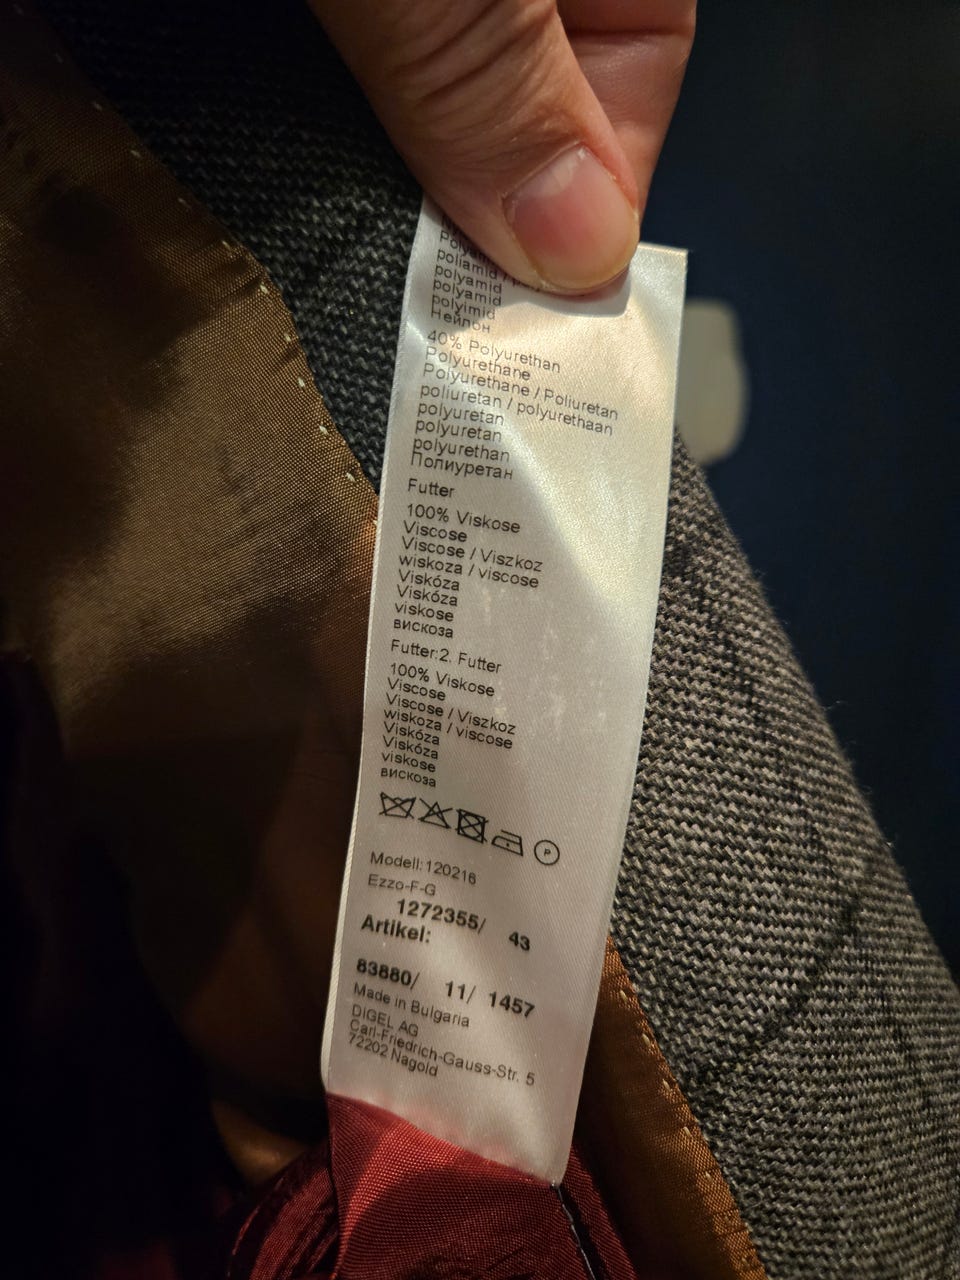 poliamid /
polyamid
polyamid
polyimid
Нейлон
40% Polyurethan
Polyurethane
Polyurethane / Poliuretan
poliuretan / polyurethaan
polyuretan
polyuretan
polyurethan
Полиуретан
Futter
100% Viskose
Viscose
Viscose / Viszkoz
wiskoza / viscose
Viskóza
Viskóza
viskose
вискоза
Futter:2. Futter
100% Viskose
Viscose
Viscose / Viszkoz
wiskoza / viscose
Viskóza
Viskóza
viskose
вискоза
P
Modell:120216
Ezzo-F-G
1272355/ 43
Artikel:
83880/ 11/ 1457
Made in Bulgaria
DIGEL AG
Carl-Friedrich-Gauss-Str. 5
72202 Nagold